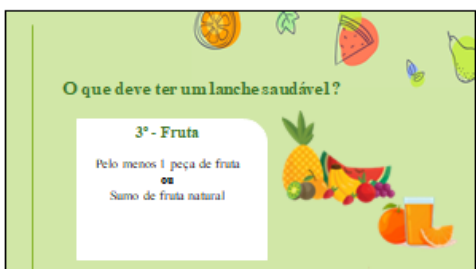 O que deve ter um lanche saudável?
3º - Fruta
Pelo menos 1 peça de fruta
ou
Sumo de fruta natural